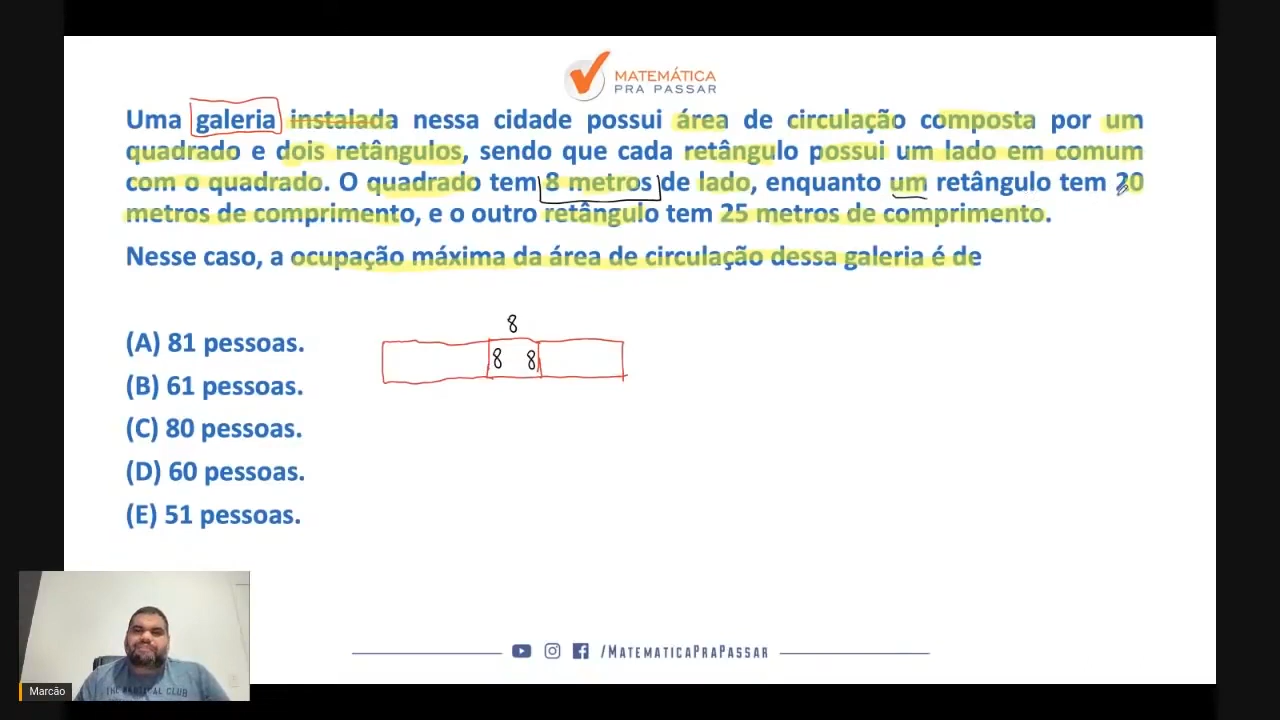 MATEMÁTICA
PRA PASSAR
Uma galeria instalada nessa cidade possui área de circulação composta por um
quadrado e dois retângulos, sendo que cada retângulo possui um lado em comum
com o quadrado. O quadrado tem 8 metros de lado, enquanto um retângulo tem 20
metros de comprimento, e o outro retângulo tem 25 metros de comprimento.
Nesse caso, a ocupação máxima da área de circulação dessa galeria é de
8
(A) 81 pessoas.
8 8
(B) 61 pessoas.
(C) 80 pessoas.
(D) 60 pessoas.
(E) 51 pessoas.
/MATEMATICAPRAPASSAR
THE NAUTICAL CLUB
Marcão